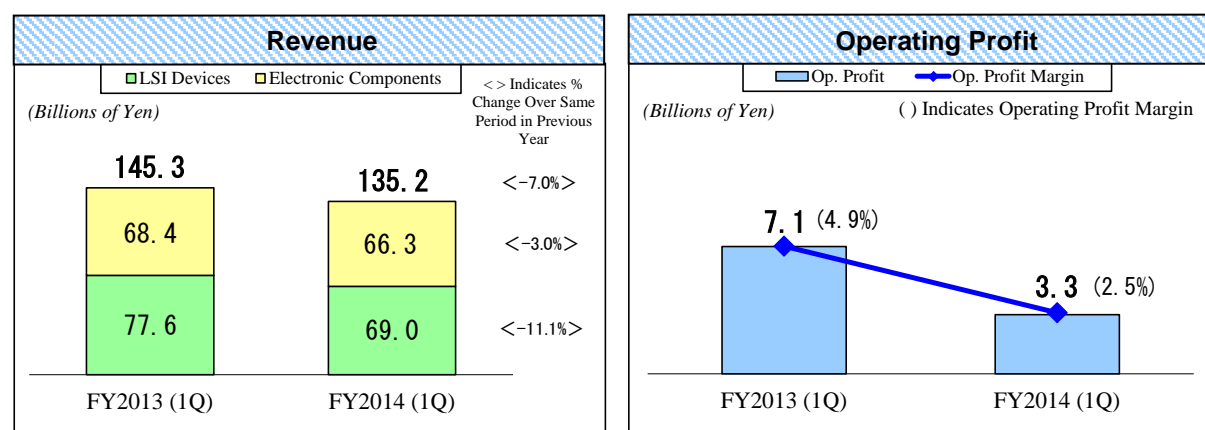 Revenue
LSI Devices Electronic Components
(Billions of Yen)
< > Indicates %
Change Over Same
Period in Previous
Year
145.3
135.2
<-7.0%>
68.4
66.3
<-3.0%>
77.6
69.0
<-11.1%>
FY2013 (1Q)
FY2014 (1Q)
Operating Profit
Op. Profit Op. Profit Margin
(Billions of Yen)
( ) Indicates Operating Profit Margin
7.1 (4.9%)
3.3 (2.5%)
FY2013 (1Q)
FY2014 (1Q)